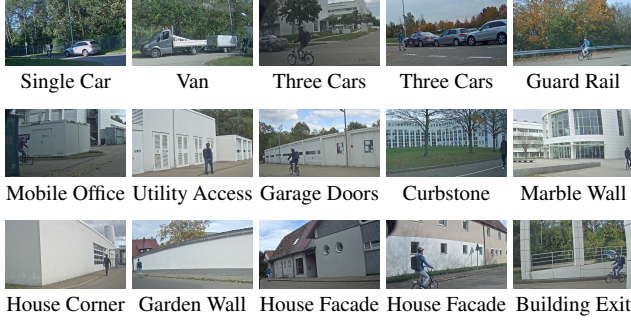 Single Car
Van
Three Cars
Three Cars
Guard Rail
Mobile Office
Utility Access
Garage Doors
Curbstone
Marble Wall
House Corner
Garden Wall
House Facade
House Facade
Building Exit